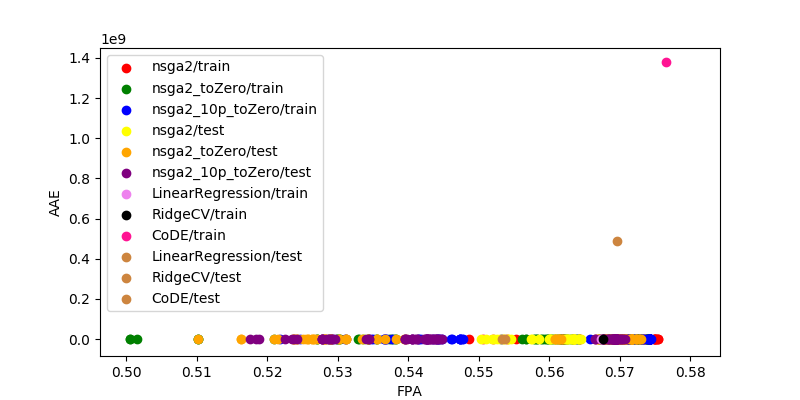 1e9
1.4
1.2
1.0
0.8
0.6
0.4
0.2
0.0
AAE
nsga2/train
nsga2_toZero/train
nsga2_10p_toZero/train
nsga2/test
nsga2_toZero/test
nsga2_10p_toZero/test
LinearRegression/train
RidgeCV/train
CoDE/train
LinearRegression/test
RidgeCV/test
CoDE/test
0.50 0.51 0.52 0.53 0.54 0.55 0.56 0.57 0.58
FPA